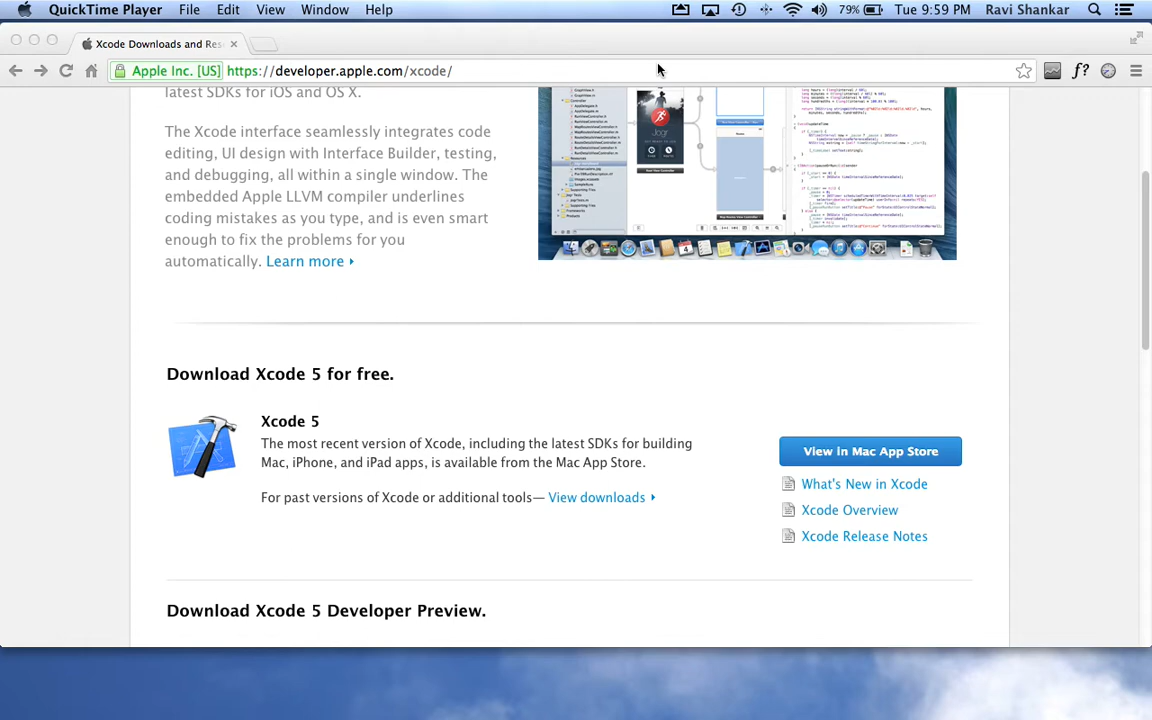 QuickTime Player File Edit View Window Help 79% Tue 9:59 PM Ravi Shankar
Xcode Downloads and Res
Apple Inc. [US] https://developer.apple.com/xcode/ f?
latest SDKs for iOS and OS X.
The Xcode interface seamlessly integrates code
editing, UI design with Interface Builder, testing,
and debugging, all within a single window. The
embedded Apple LLVM compiler underlines
coding mistakes as you type, and is even smart
enough to fix the problems for you
automatically. Learn more
Jogr
Download Xcode 5 for free.
Xcode 5
The most recent version of Xcode, including the latest SDKs for building
Mac, iPhone, and iPad apps, is available from the Mac App Store.
For past versions of Xcode or additional tools— View downloads
View in Mac App Store
What's New in Xcode
Xcode Overview
Xcode Release Notes
Download Xcode 5 Developer Preview.